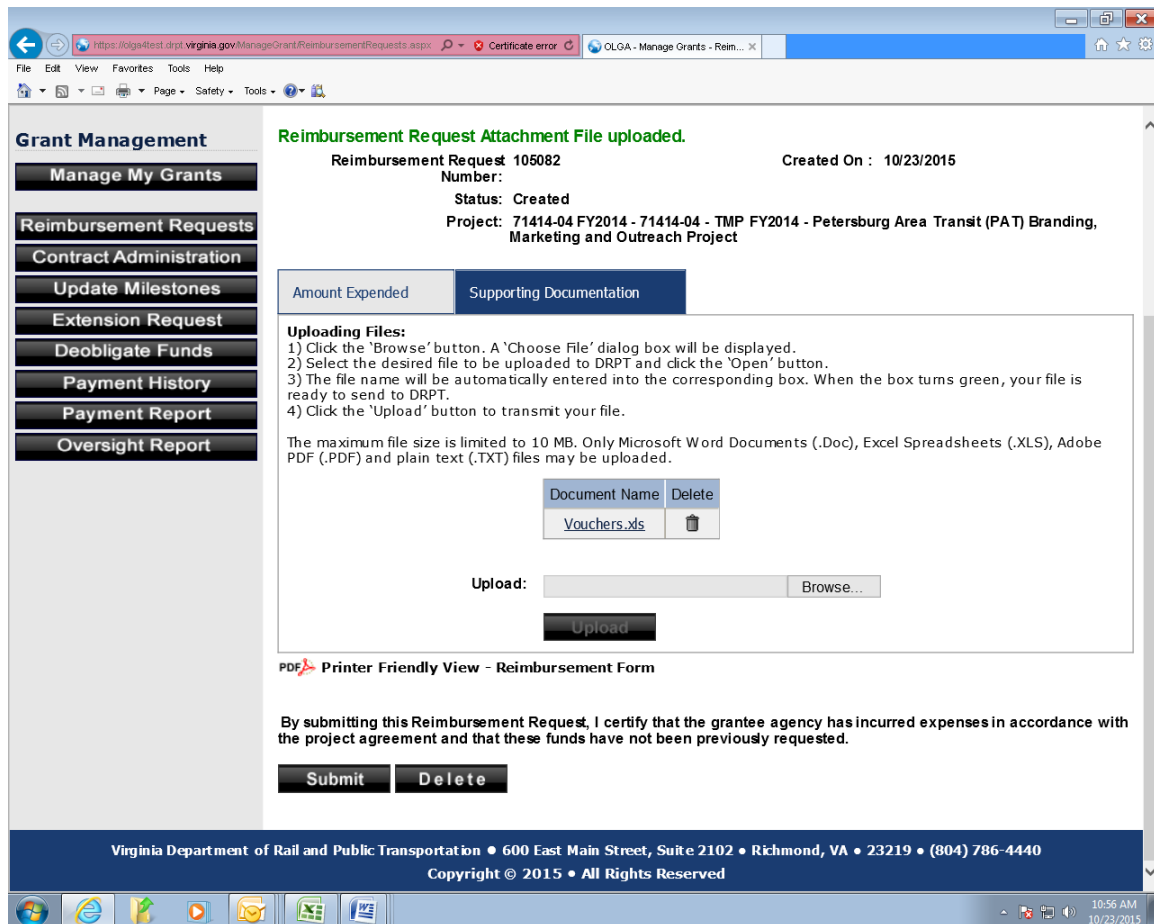 https://olga4test.drpt.virginia.gov/ManageGrant/ReimbursementRequests.aspx
Certificate error
OLGA - Manage Grants - Reim...
File Edit View Favorites Tools Help
Page Safety Tools
Grant Management
Manage My Grants
Reimbursement Requests
Contract Administration
Update Milestones
Extension Request
Deobligate Funds
Payment History
Payment Report
Oversight Report
Reimbursement Request Attachment File uploaded.
Reimbursement Request 105082 Created On : 10/23/2015
Number:
Status: Created
Project: 71414-04 FY2014 - 71414-04 - TMP FY2014 - Petersburg Area Transit (PAT) Branding,
Marketing and Outreach Project
Amount Expended Supporting Documentation
Uploading Files:
1) Click the 'Browse' button. A 'Choose File' dialog box will be displayed.
2) Select the desired file to be uploaded to DRPT and click the 'Open' button.
3) The file name will be automatically entered into the corresponding box. When the box turns green, your file is
ready to send to DRPT.
4) Click the 'Upload' button to transmit your file.
The maximum file size is limited to 10 MB. Only Microsoft Word Documents (.Doc), Excel Spreadsheets (.XLS), Adobe
PDF (.PDF) and plain text (.TXT) files may be uploaded.
Document Name Delete
Vouchers.xls
Upload: Browse...
Upload
PDF Printer Friendly View - Reimbursement Form
By submitting this Reimbursement Request, I certify that the grantee agency has incurred expenses in accordance with
the project agreement and that these funds have not been previously requested.
Submit Delete
Virginia Department of Rail and Public Transportation ● 600 East Main Street, Suite 2102 ● Richmond, VA ● 23219 ● (804) 786-4440
Copyright © 2015 ● All Rights Reserved
10:56 AM
10/23/2015